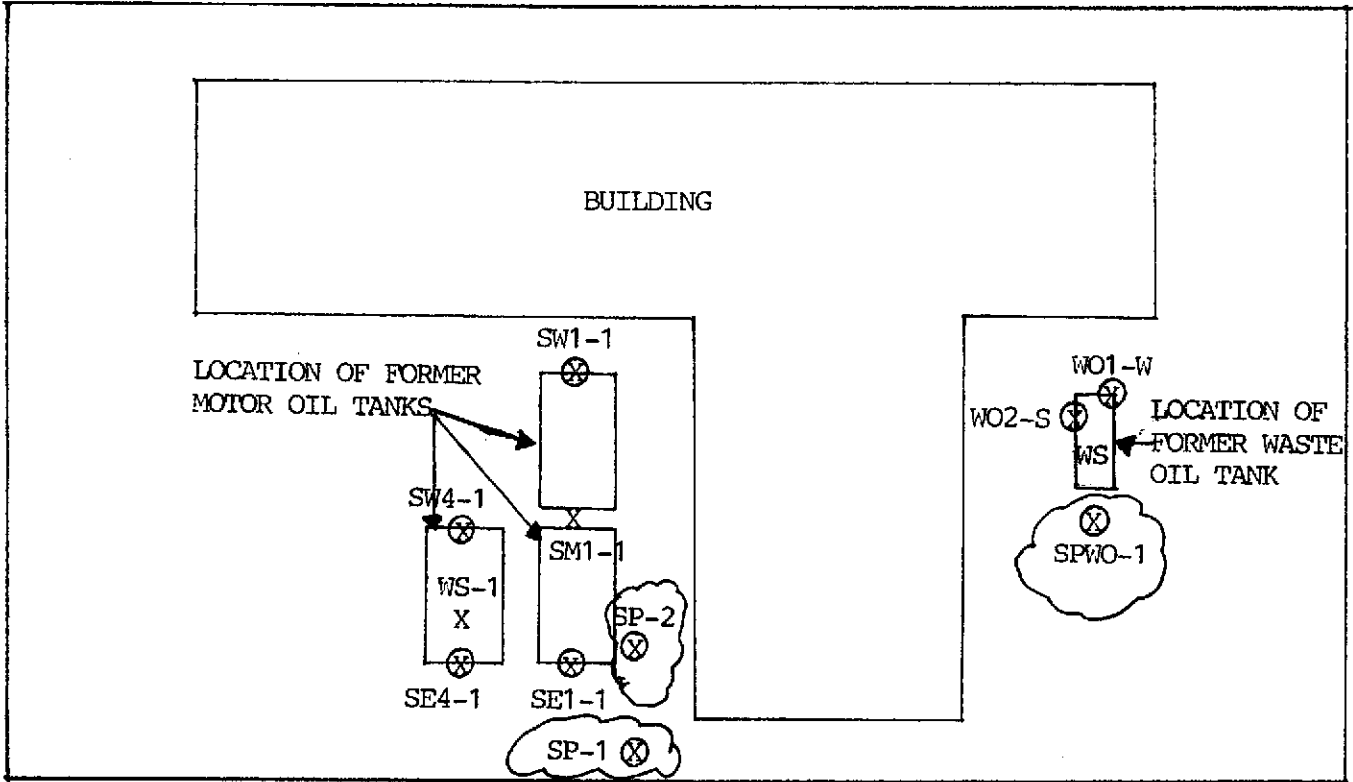 BUILDING
SW1-1
LOCATION OF FORMER
MOTOR OIL TANKS
WO1-W
WO2-S
LOCATION OF
FORMER WASTE
OIL TANK
WS
SW4-1
X
SM1-1
SPWO-1
WS-1
X
SP-2
SE4-1
SE1-1
SP-1